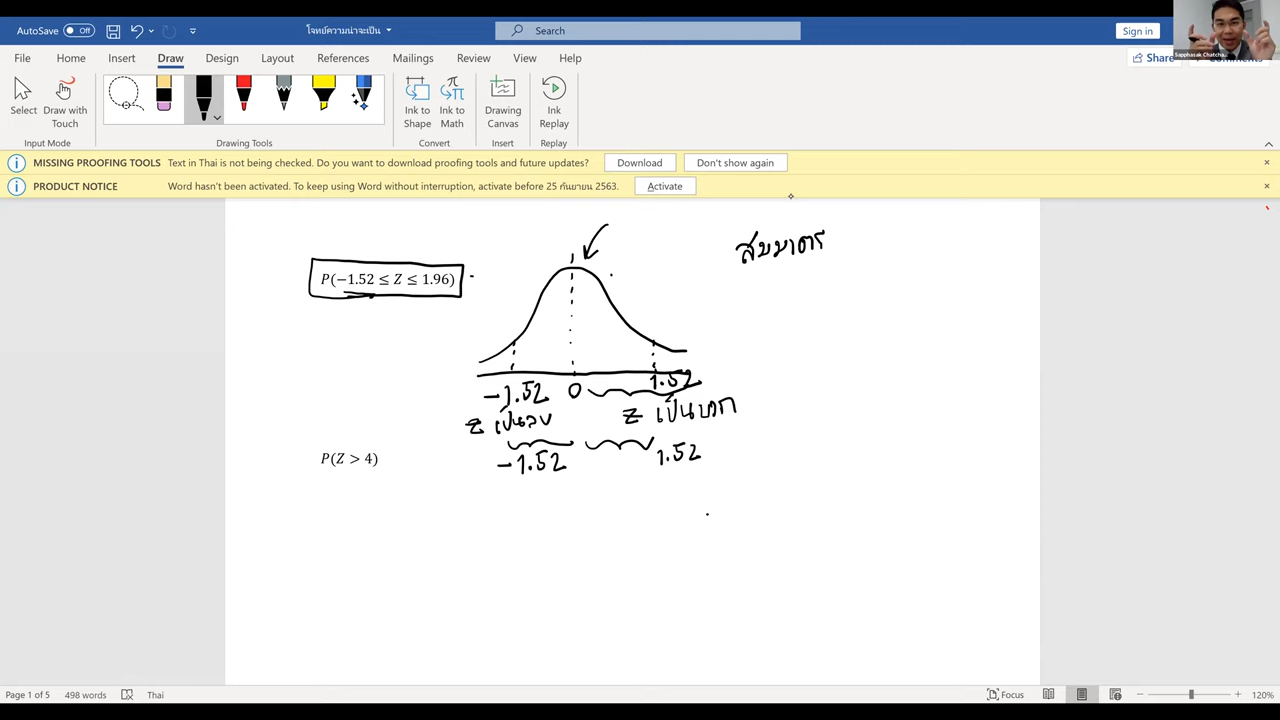 AutoSave Off
โจทย์ความน่าจะเป็น
Search
Sign in
File Home Insert Draw Design Layout References Mailings Review View Help
Share
Comments
Select
Draw with Touch
Ink to Shape
Ink to Math
Drawing Canvas
Ink Replay
Input Mode
Drawing Tools
Convert
Insert
Replay
MISSING PROOFING TOOLS Text in Thai is not being checked. Do you want to download proofing tools and future updates? Download Don't show again
PRODUCT NOTICE Word hasn't been activated. To keep using Word without interruption, activate before 25 กันยายน 2563. Activate
สมมาตร
P(−1.52 ≤ Z ≤ 1.96)
−1.52 0 1.52
Z เป็นลบ Z เป็นบวก
−1.52 1.52
P(Z > 4)
Page 1 of 5 498 words Thai Focus 120%